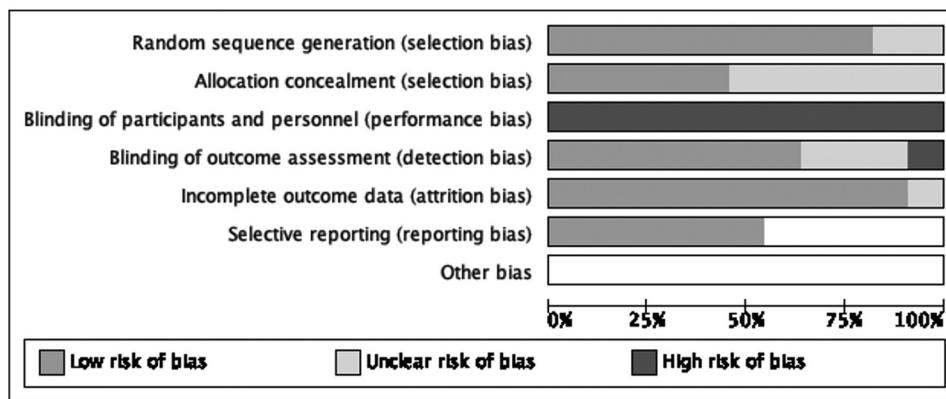 Random sequence generation (selection bias)
Allocation concealment (selection bias)
Blinding of participants and personnel (performance bias)
Blinding of outcome assessment (detection bias)
Incomplete outcome data (attrition bias)
Selective reporting (reporting bias)
Other bias
0% 25% 50% 75% 100%
Low risk of bias Unclear risk of bias High risk of bias